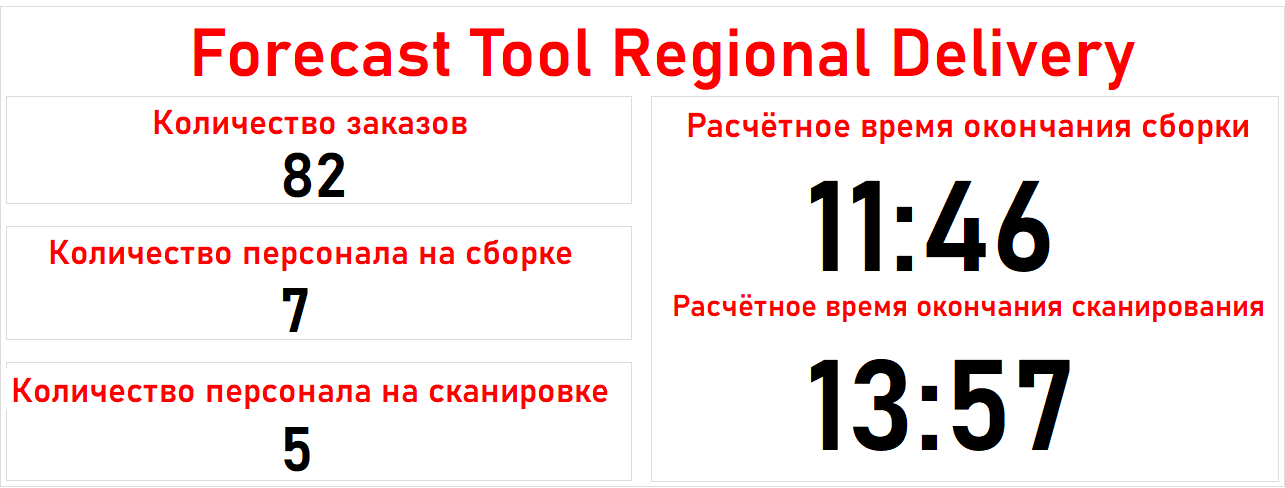 Forecast Tool Regional Delivery
Количество заказов
82
Количество персонала на сборке
7
Количество персонала на сканировке
5
Расчётное время окончания сборки
11:46
Расчётное время окончания сканирования
13:57